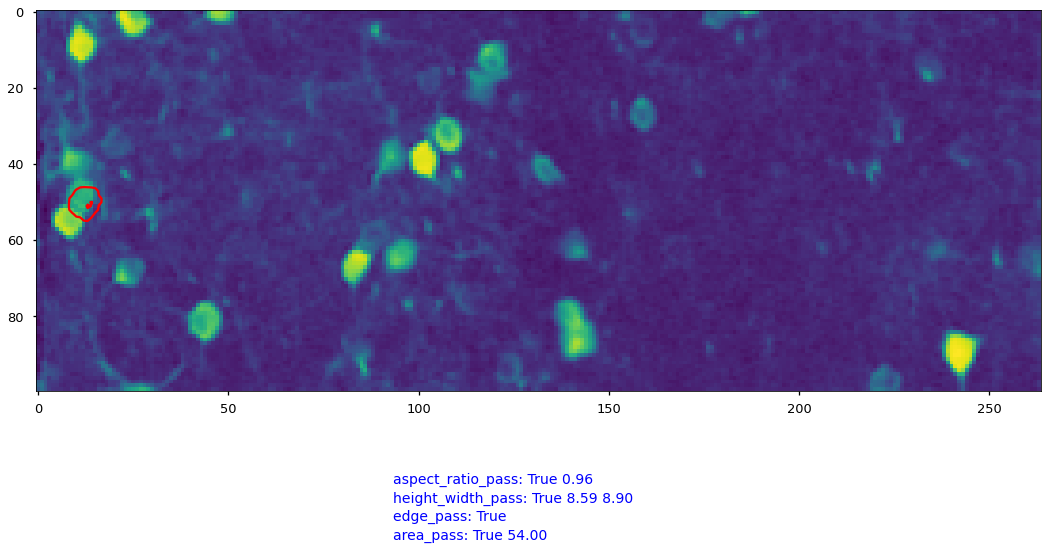 0
20
40
60
80
0 50 100 150 200 250
aspect_ratio_pass: True 0.96
height_width_pass: True 8.59 8.90
edge_pass: True
area_pass: True 54.00